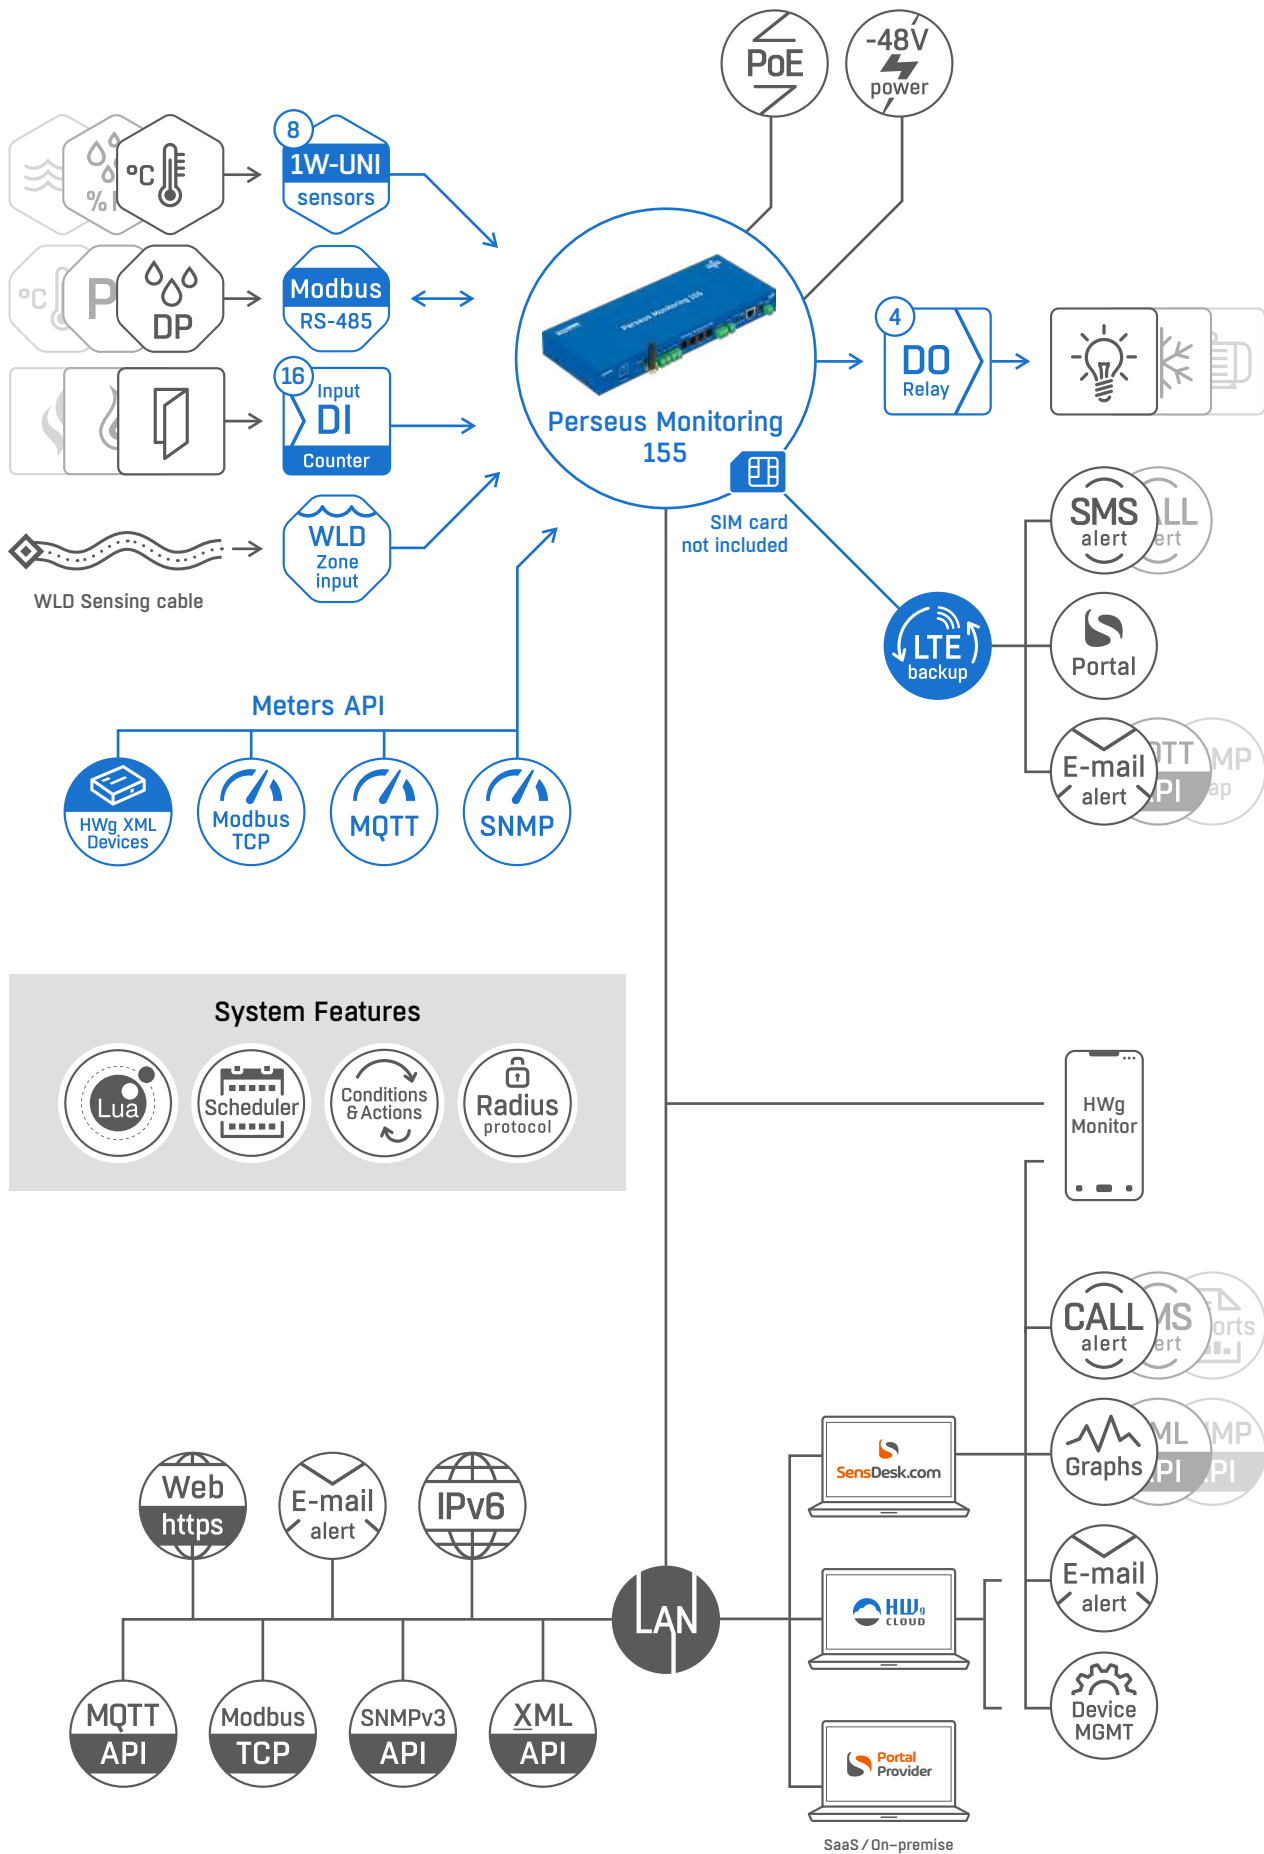 PoE
-48V
power
8
1W-UNI
sensors
°C
%
Modbus
RS-485
°C
P
DP
16
Input
DI
Counter
WLD
Zone
input
WLD Sensing cable
Perseus Monitoring 155
Perseus Monitoring
155
4
DO
Relay
SIM card
not included
LTE
backup
SMS
alert
Portal
E-mail
alert
Meters API
HWg XML
Devices
Modbus
TCP
MQTT
SNMP
System Features
Lua
Scheduler
Conditions
& Actions
Radius
protocol
HWg
Monitor
CALL
alert
Graphs
E-mail
alert
Device
MGMT
SensDesk.com
HWg
CLOUD
Portal
Provider
SaaS / On-premise
LAN
Web
https
E-mail
alert
IPv6
MQTT
API
Modbus
TCP
SNMPv3
API
XML
API